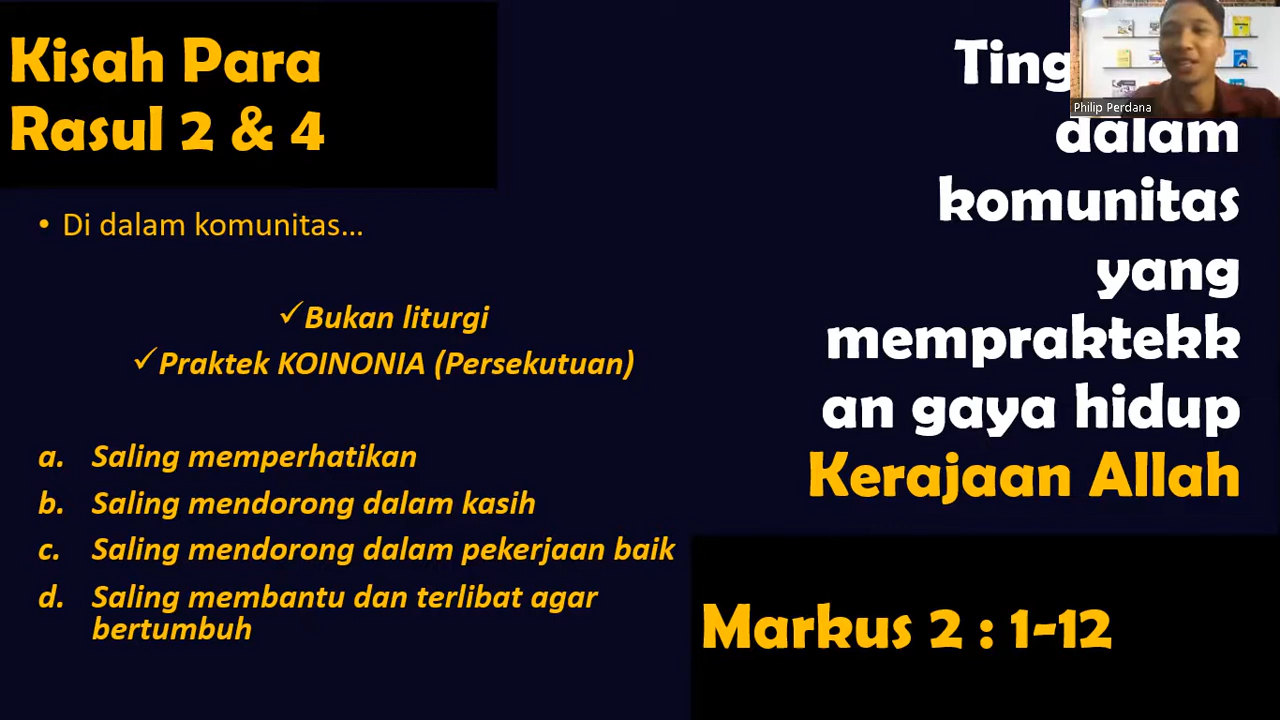 Kisah Para
Rasul 2 & 4
• Di dalam komunitas...
✓Bukan liturgi
✓Praktek KOINONIA (Persekutuan)
a. Saling memperhatikan
b. Saling mendorong dalam kasih
c. Saling mendorong dalam pekerjaan baik
d. Saling membantu dan terlibat agar
bertumbuh
Philip Perdana
dalam
komunitas
yang
mempraktekk
an gaya hidup
Kerajaan Allah
Markus 2 : 1-12